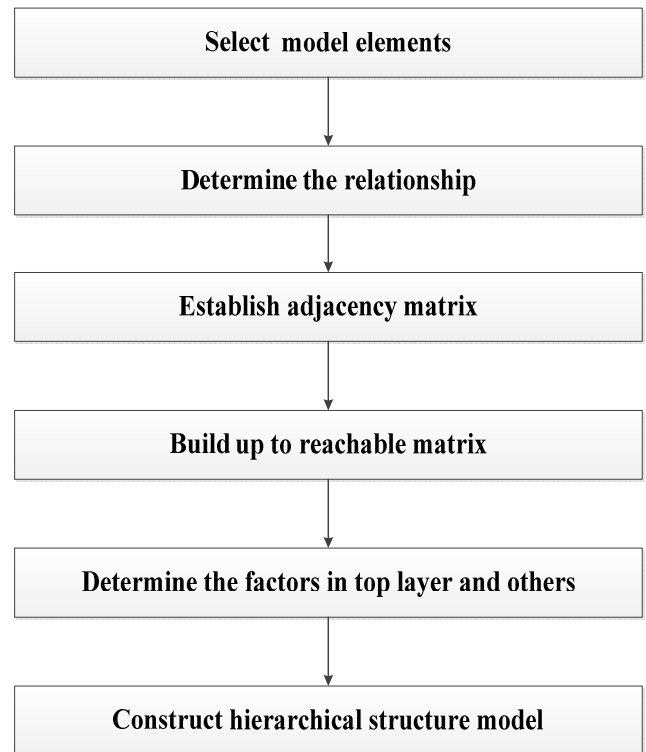 Select model elements
Determine the relationship
Establish adjacency matrix
Build up to reachable matrix
Determine the factors in top layer and others
Construct hierarchical structure model